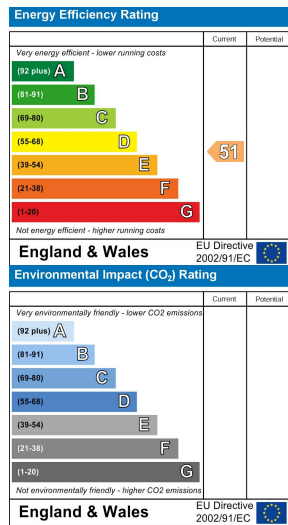 Energy Efficiency Rating
Current Potential
Very energy efficient - lower running costs
(92 plus) A
(81-91) B
(69-80) C
(55-68) D
(39-54) E
51
(21-38) F
(1-20) G
Not energy efficient - higher running costs
England & Wales
EU Directive
2002/91/EC
Environmental Impact (CO₂) Rating
Current Potential
Very environmentally friendly - lower CO2 emissions
(92 plus) A
(81-91) B
(69-80) C
(55-68) D
(39-54) E
(21-38) F
(1-20) G
Not environmentally friendly - higher CO2 emissions
England & Wales
EU Directive
2002/91/EC